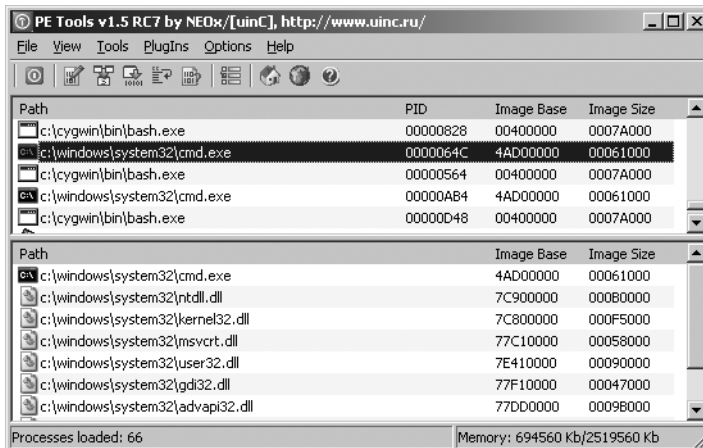 PE Tools v1.5 RC7 by NEOx/[uinC], http://www.uinc.ru/
File View Tools PlugIns Options Help
Path PID Image Base Image Size
c:\cygwin\bin\bash.exe 00000828 00400000 0007A000
c:\windows\system32\cmd.exe 0000064C 4AD00000 00061000
c:\cygwin\bin\bash.exe 00000564 00400000 0007A000
c:\windows\system32\cmd.exe 00000AB4 4AD00000 00061000
c:\cygwin\bin\bash.exe 00000D48 00400000 0007A000
Path Image Base Image Size
c:\windows\system32\cmd.exe 4AD00000 00061000
c:\windows\system32\ntdll.dll 7C900000 000B0000
c:\windows\system32\kernel32.dll 7C800000 000F5000
c:\windows\system32\msvcrt.dll 77C10000 00058000
c:\windows\system32\user32.dll 7E410000 00090000
c:\windows\system32\gdi32.dll 77F10000 00047000
c:\windows\system32\advapi32.dll 77DD0000 0009B000
Processes loaded: 66 Memory: 694560 Kb/2519560 Kb